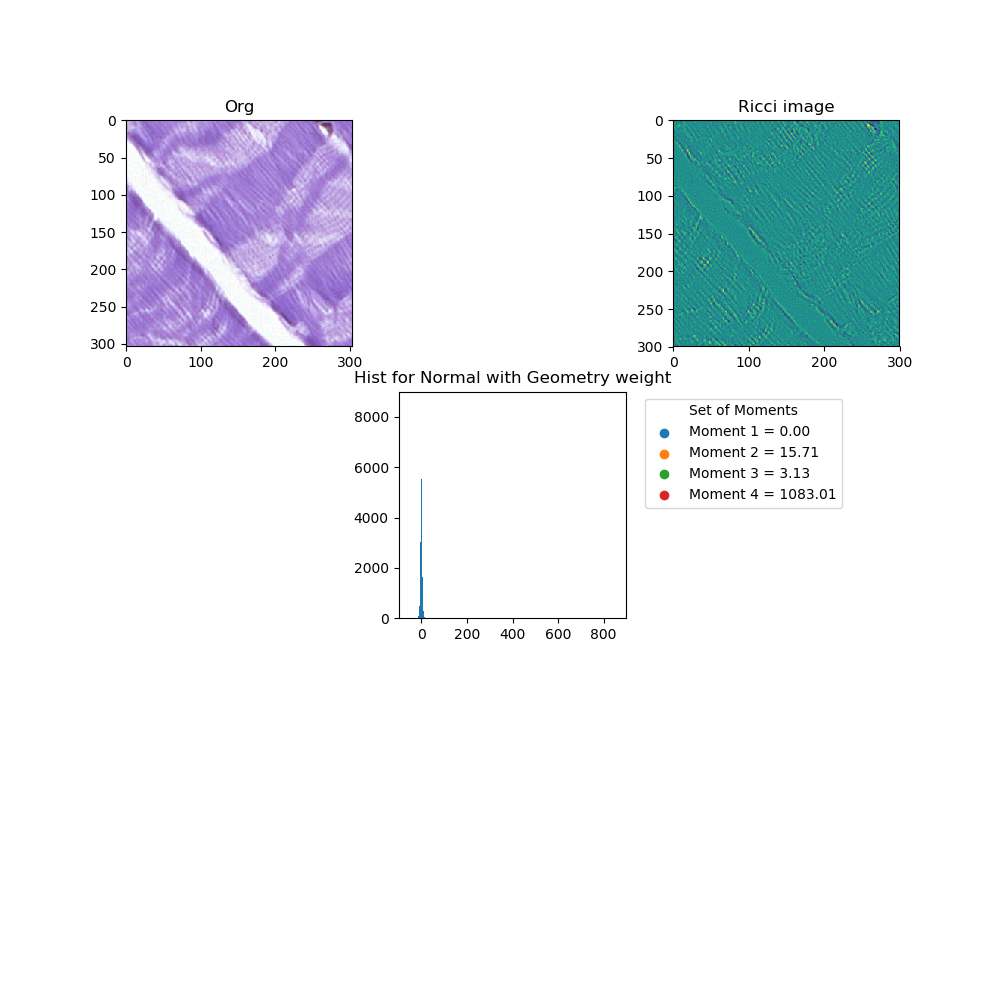 Org
Ricci image
0
50
100
150
200
250
300
0 100 200 300
0
50
100
150
200
250
300
0 100 200 300
Hist for Normal with Geometry weight
8000
6000
4000
2000
0
0 200 400 600 800
Set of Moments
Moment 1 = 0.00
Moment 2 = 15.71
Moment 3 = 3.13
Moment 4 = 1083.01